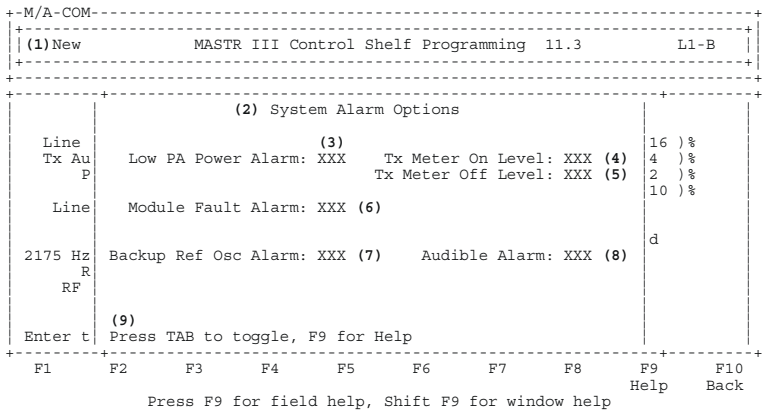 M/A-COM
(1) New MASTR III Control Shelf Programming 11.3 L1-B
(2) System Alarm Options
Line (3) 16 )%
Tx Au Low PA Power Alarm: XXX Tx Meter On Level: XXX (4) 4 )%
P Tx Meter Off Level: XXX (5) 2 )%
10 )%
Line Module Fault Alarm: XXX (6)
d
2175 Hz Backup Ref Osc Alarm: XXX (7) Audible Alarm: XXX (8)
R
RF
(9)
Enter t Press TAB to toggle, F9 for Help
F1 F2 F3 F4 F5 F6 F7 F8 F9 F10
Help Back
Press F9 for field help, Shift F9 for window help